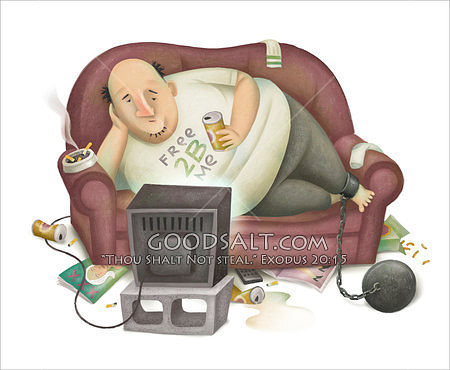 FREE
2B
ME
GOODSALT.COM
"THOU SHALT NOT STEAL." EXODUS 20:15